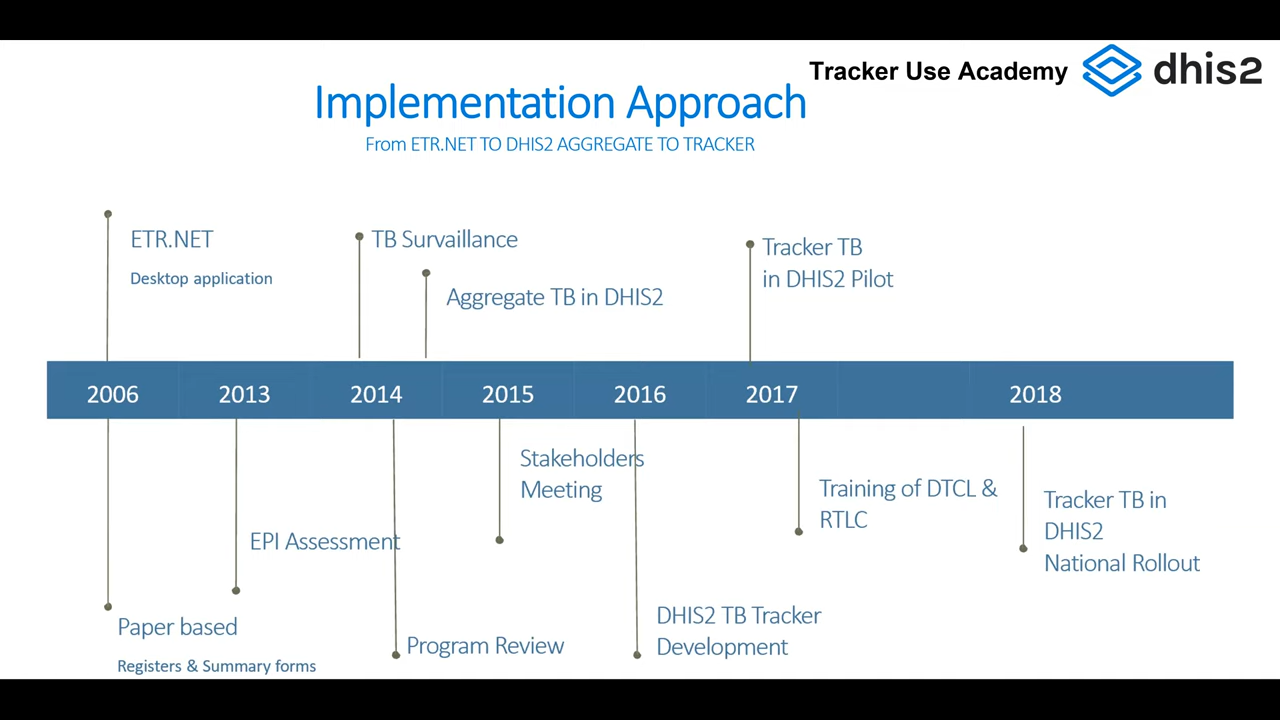 Tracker Use Academy dhis2
Implementation Approach
From ETR.NET TO DHIS2 AGGREGATE TO TRACKER
ETR.NET
Desktop application
TB Survaillance
Aggregate TB in DHIS2
Tracker TB
in DHIS2 Pilot
2006 2013 2014 2015 2016 2017 2018
Stakeholders
Meeting
Training of DTCL &
RTLC
Tracker TB in
DHIS2
National Rollout
EPI Assessment
Paper based
Registers & Summary forms
Program Review
DHIS2 TB Tracker
Development